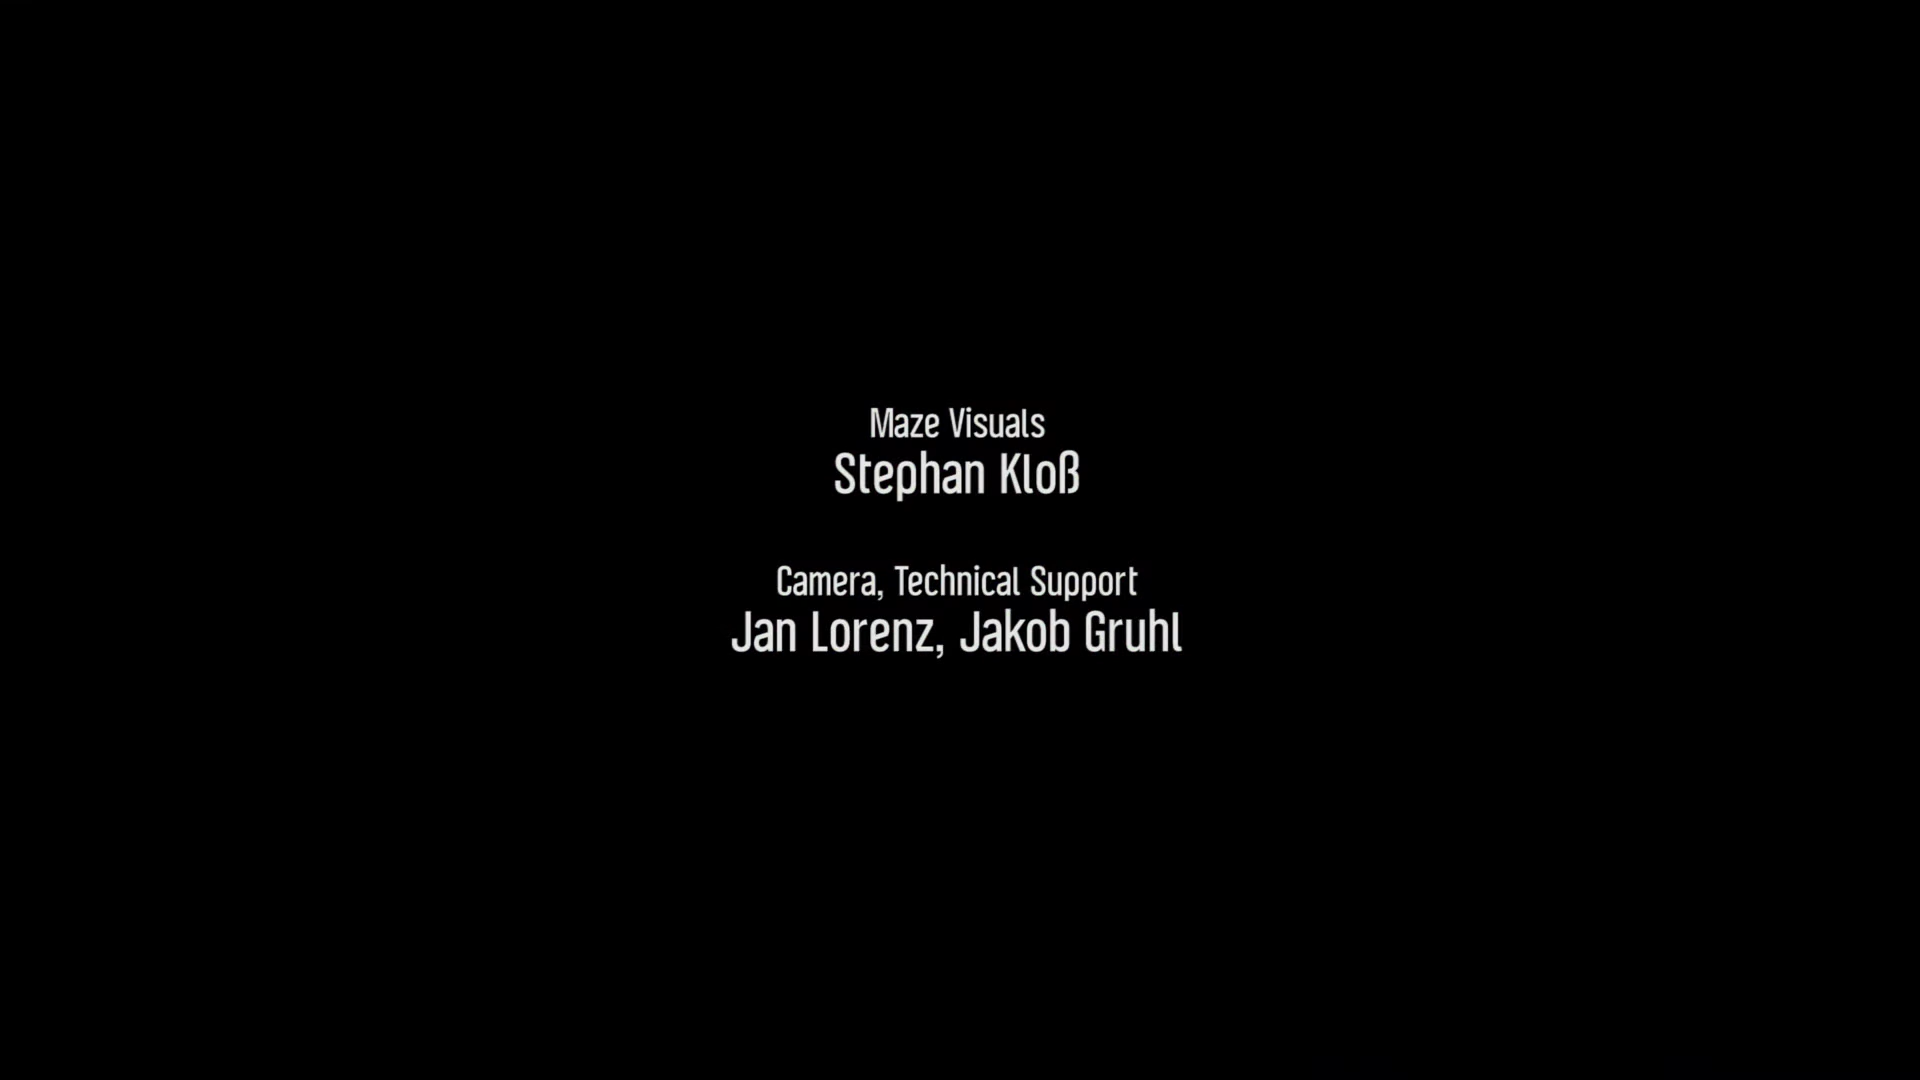 Maze Visuals
Stephan Kloß
Camera, Technical Support
Jan Lorenz, Jakob Gruhl